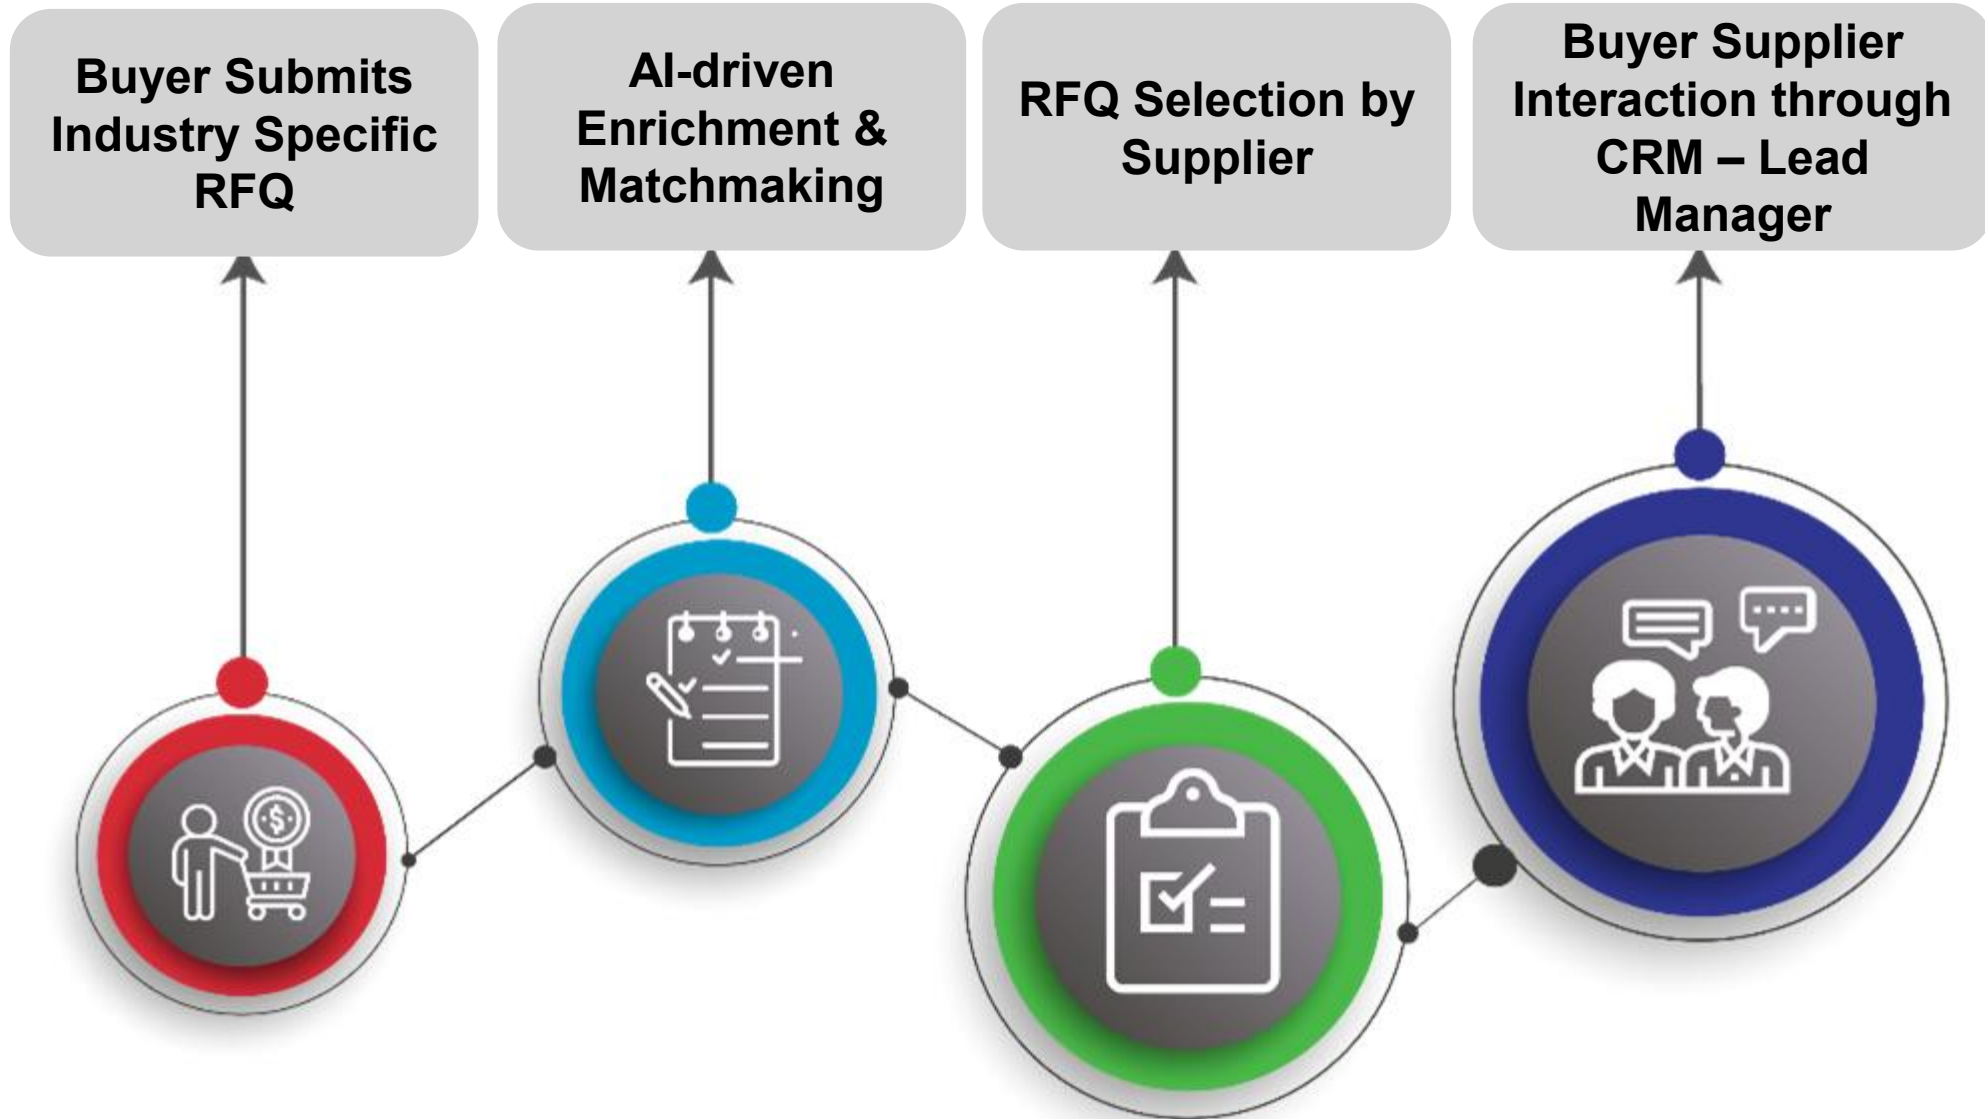 Buyer Submits
Industry Specific
RFQ
AI-driven
Enrichment &
Matchmaking
RFQ Selection by
Supplier
Buyer Supplier
Interaction through
CRM – Lead
Manager
$